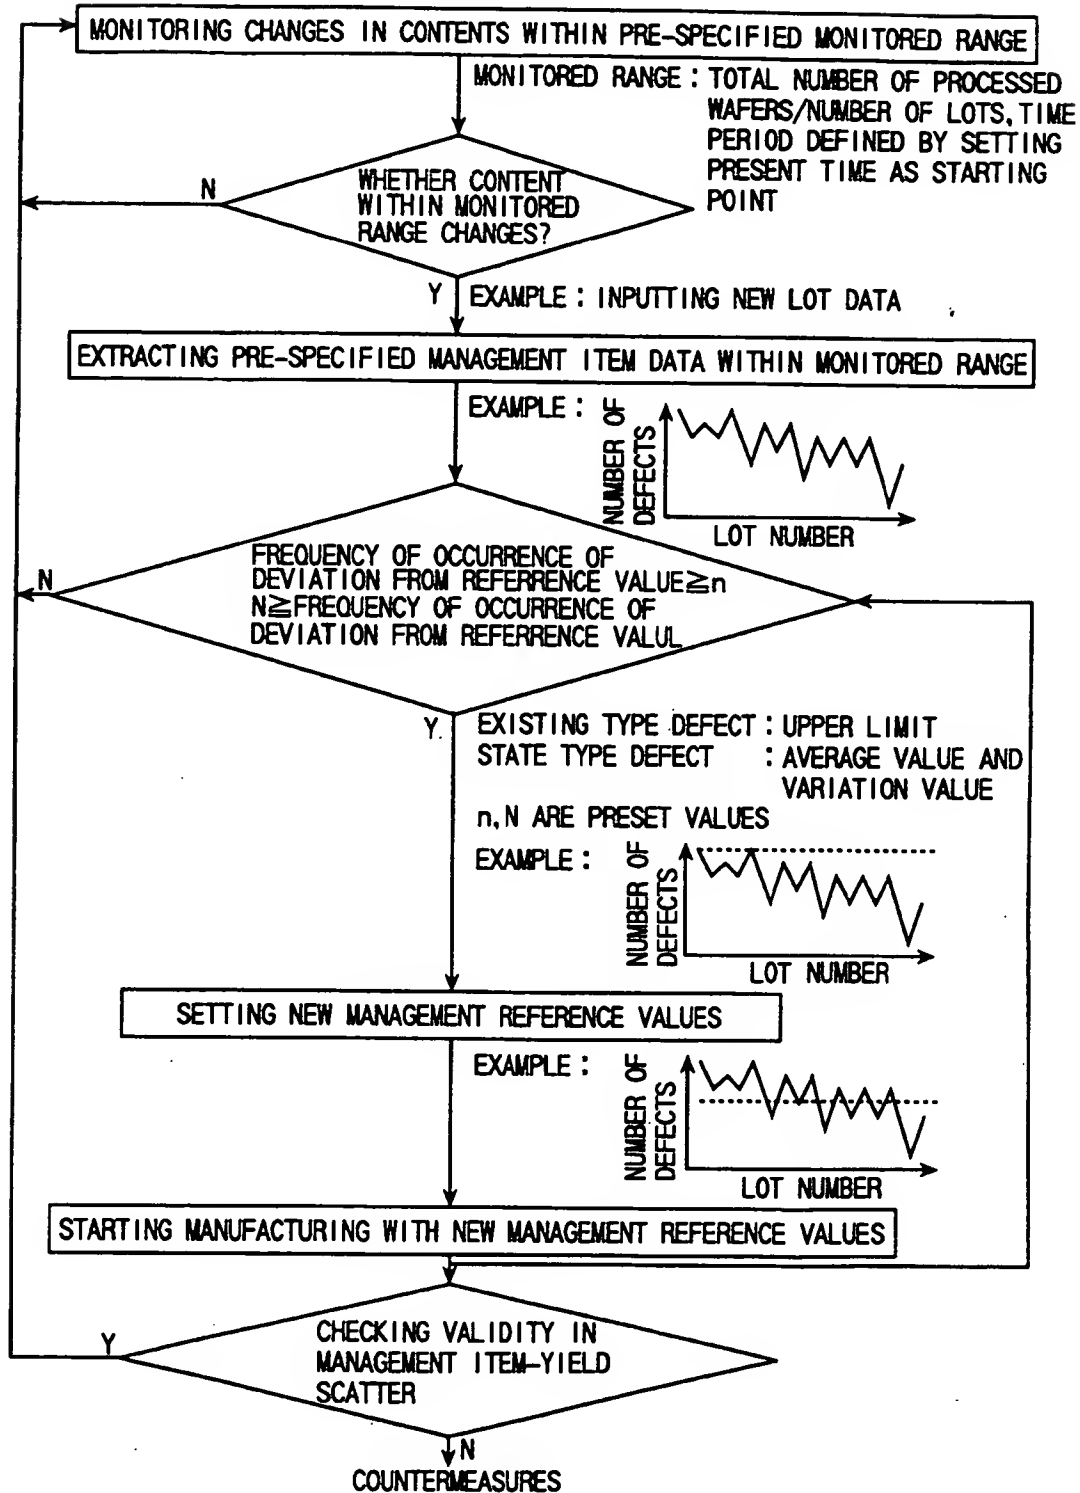 MONITORING CHANGES IN CONTENTS WITHIN PRE-SPECIFIED MONITORED RANGE
MONITORED RANGE : TOTAL NUMBER OF PROCESSED
WAFERS/NUMBER OF LOTS, TIME
PERIOD DEFINED BY SETTING
PRESENT TIME AS STARTING
POINT
N
WHETHER CONTENT
WITHIN MONITORED
RANGE CHANGES?
Y
EXAMPLE : INPUTTING NEW LOT DATA
EXTRACTING PRE-SPECIFIED MANAGEMENT ITEM DATA WITHIN MONITORED RANGE
EXAMPLE :
NUMBER OF
DEFECTS
LOT NUMBER
N
FREQUENCY OF OCCURRENCE OF
DEVIATION FROM REFERRENCE VALUE≧n
N≧FREQUENCY OF OCCURRENCE OF
DEVIATION FROM REFERRENCE VALUL
Y
EXISTING TYPE DEFECT : UPPER LIMIT
STATE TYPE DEFECT : AVERAGE VALUE AND
VARIATION VALUE
n, N ARE PRESET VALUES
EXAMPLE :
NUMBER OF
DEFECTS
LOT NUMBER
SETTING NEW MANAGEMENT REFERENCE VALUES
EXAMPLE :
NUMBER OF
DEFECTS
LOT NUMBER
STARTING MANUFACTURING WITH NEW MANAGEMENT REFERENCE VALUES
Y
CHECKING VALIDITY IN
MANAGEMENT ITEM-YIELD
SCATTER
N
COUNTERMEASURES